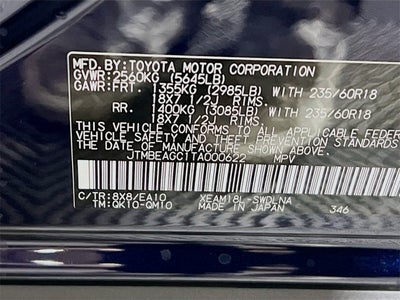 MFD.BY:TOYOTA MOTOR CORPORATION
GVWR:2560KG (5645LB)
GAWR:FRT. 1355KG (2985LB) WITH 235/60R18
18X7 1/2J RIMS.
RR. 1400KG (3085LB) WITH 235/60R18
18X7 1/2J RIMS.
THIS VEHICLE CONFORMS TO ALL APPLICABLE FEDER
SAFETY AND THEFT
THE DATE OF MANUFACTURE SHOWN ABOVE.
JTMBEAGC1TA000622 MPV
C/TR:8X8/EA10 XEAM18L-SWDLNA
TM:QK10-QM10 MADE IN JAPAN 346